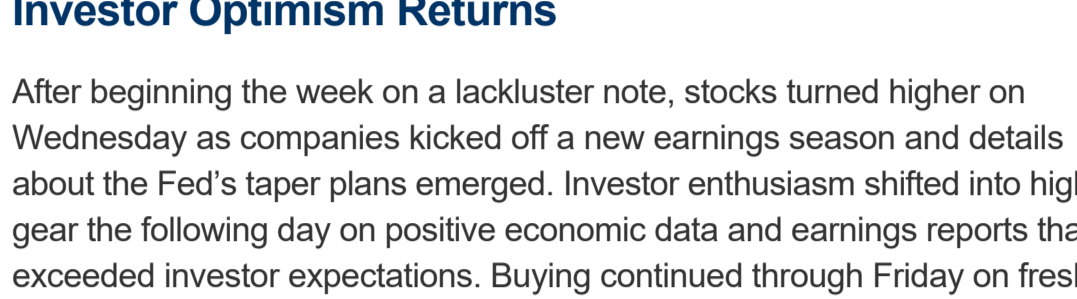 Investor Optimism Returns
After beginning the week on a lackluster note, stocks turned higher on
Wednesday as companies kicked off a new earnings season and details
about the Fed’s taper plans emerged. Investor enthusiasm shifted into
gear the following day on positive economic data and earnings reports
exceeded investor expectations. Buying continued through Friday on